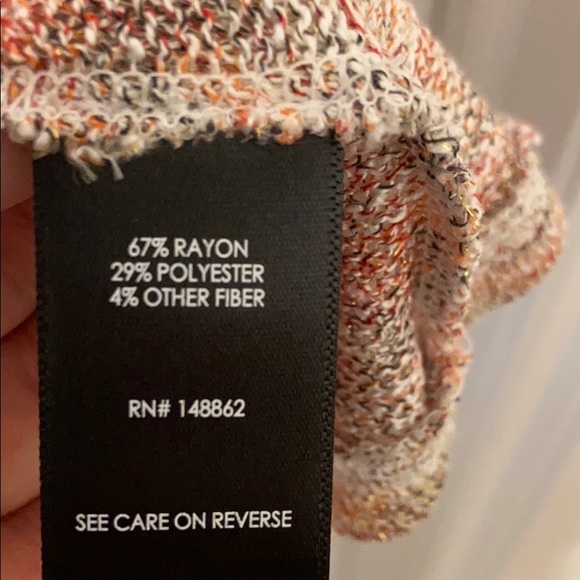 67% RAYON
29% POLYESTER
4% OTHER FIBER
RN# 148862
SEE CARE ON REVERSE